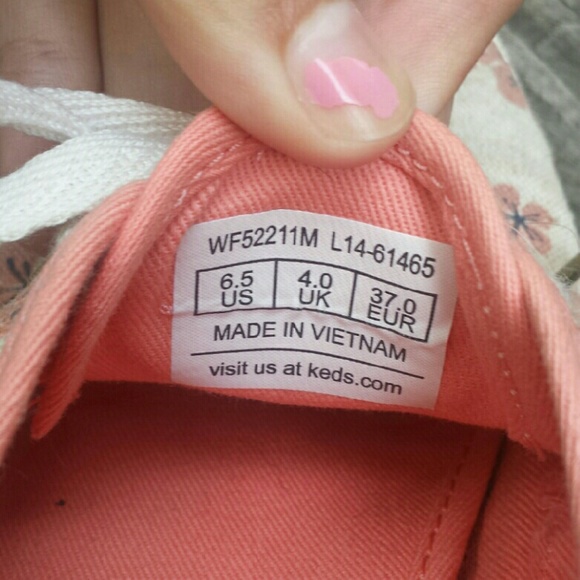 WF52211M L14-61465
6.5 4.0 37.0
US UK EUR
MADE IN VIETNAM
visit us at keds.com